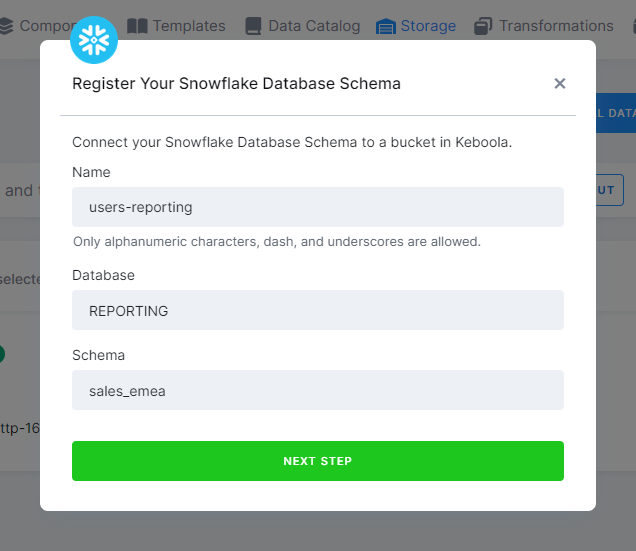 Compo Templates Data Catalog Storage Transformations
Register Your Snowflake Database Schema
L DATA
Connect your Snowflake Database Schema to a bucket in Keboola.
Name
and
UT
users-reporting
Only alphanumeric characters, dash, and underscores are allowed.
selecte
Database
REPORTING
Schema
sales_emea
ttp-16
NEXT STEP